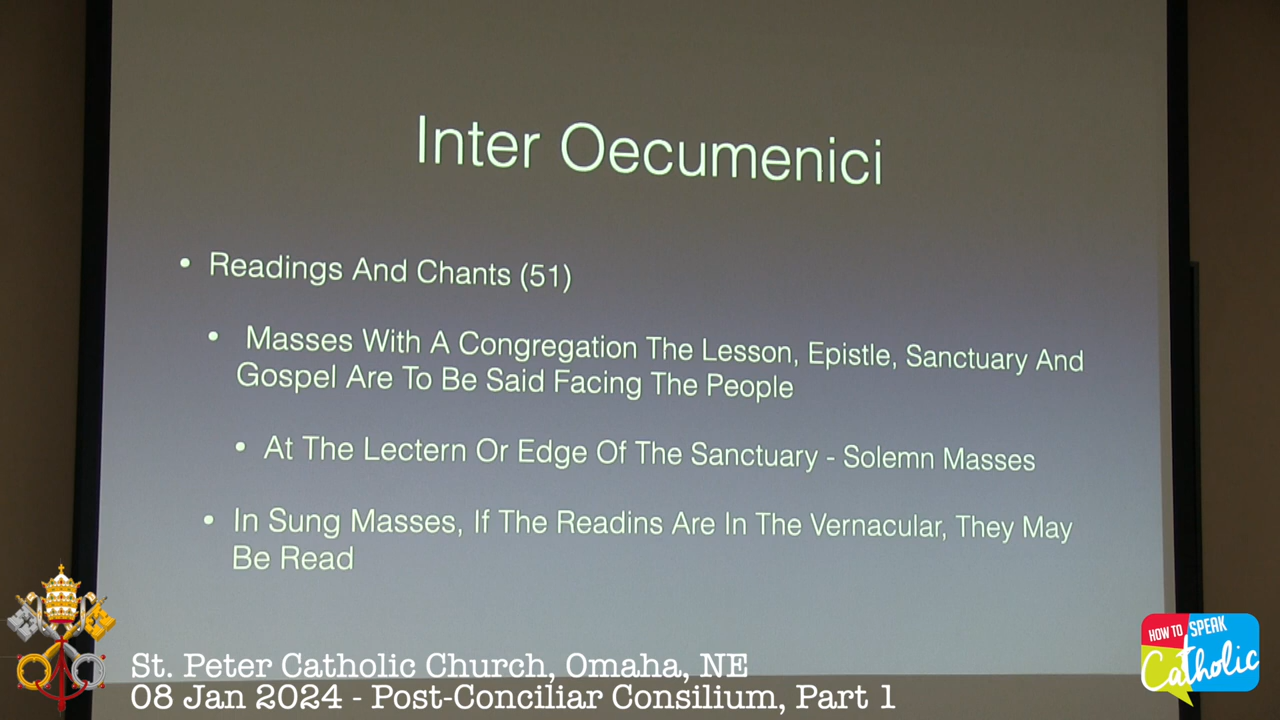 Inter Oecumenici
• Readings And Chants (51)
• Masses With A Congregation The Lesson, Epistle, Sanctuary And
Gospel Are To Be Said Facing The People
• At The Lectern Or Edge Of The Sanctuary - Solemn Masses
• In Sung Masses, If The Readins Are In The Vernacular, They May
Be Read
St. Peter Catholic Church, Omaha, NE
08 Jan 2024 - Post-Conciliar Consilium, Part 1
HOW TO SPEAK
Catholic